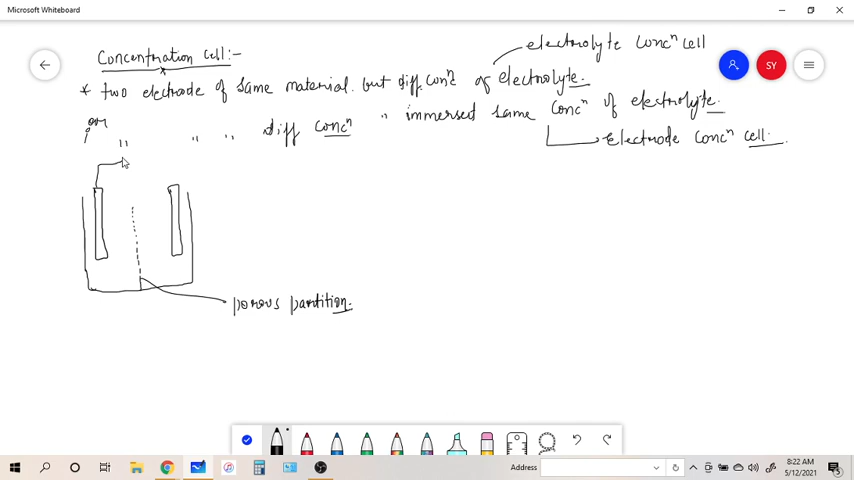 Microsoft Whiteboard
electrolyte Concⁿ cell
Concentration cell:-
SY
* two electrode of same material but diff. concⁿ of electrolyte.
or
" " " diff concⁿ " immersed same concⁿ of electrolyte.
Electrode concⁿ cell.
porous partition.
Address
8:22 AM
5/12/2021
5